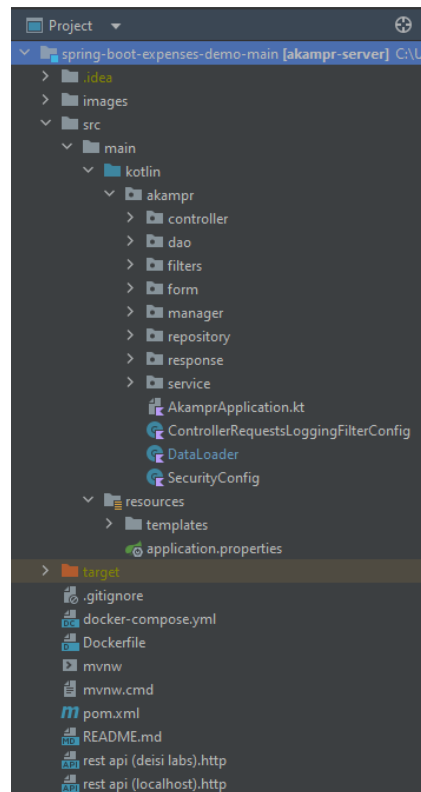 Project
spring-boot-expenses-demo-main [akampr-server] C:\U
.idea
images
src
main
kotlin
akampr
controller
dao
filters
form
manager
repository
response
service
AkamprApplication.kt
ControllerRequestsLoggingFilterConfig
DataLoader
SecurityConfig
resources
templates
application.properties
target
.gitignore
docker-compose.yml
Dockerfile
mvnw
mvnw.cmd
pom.xml
README.md
rest api (deisi labs).http
rest api (localhost).http